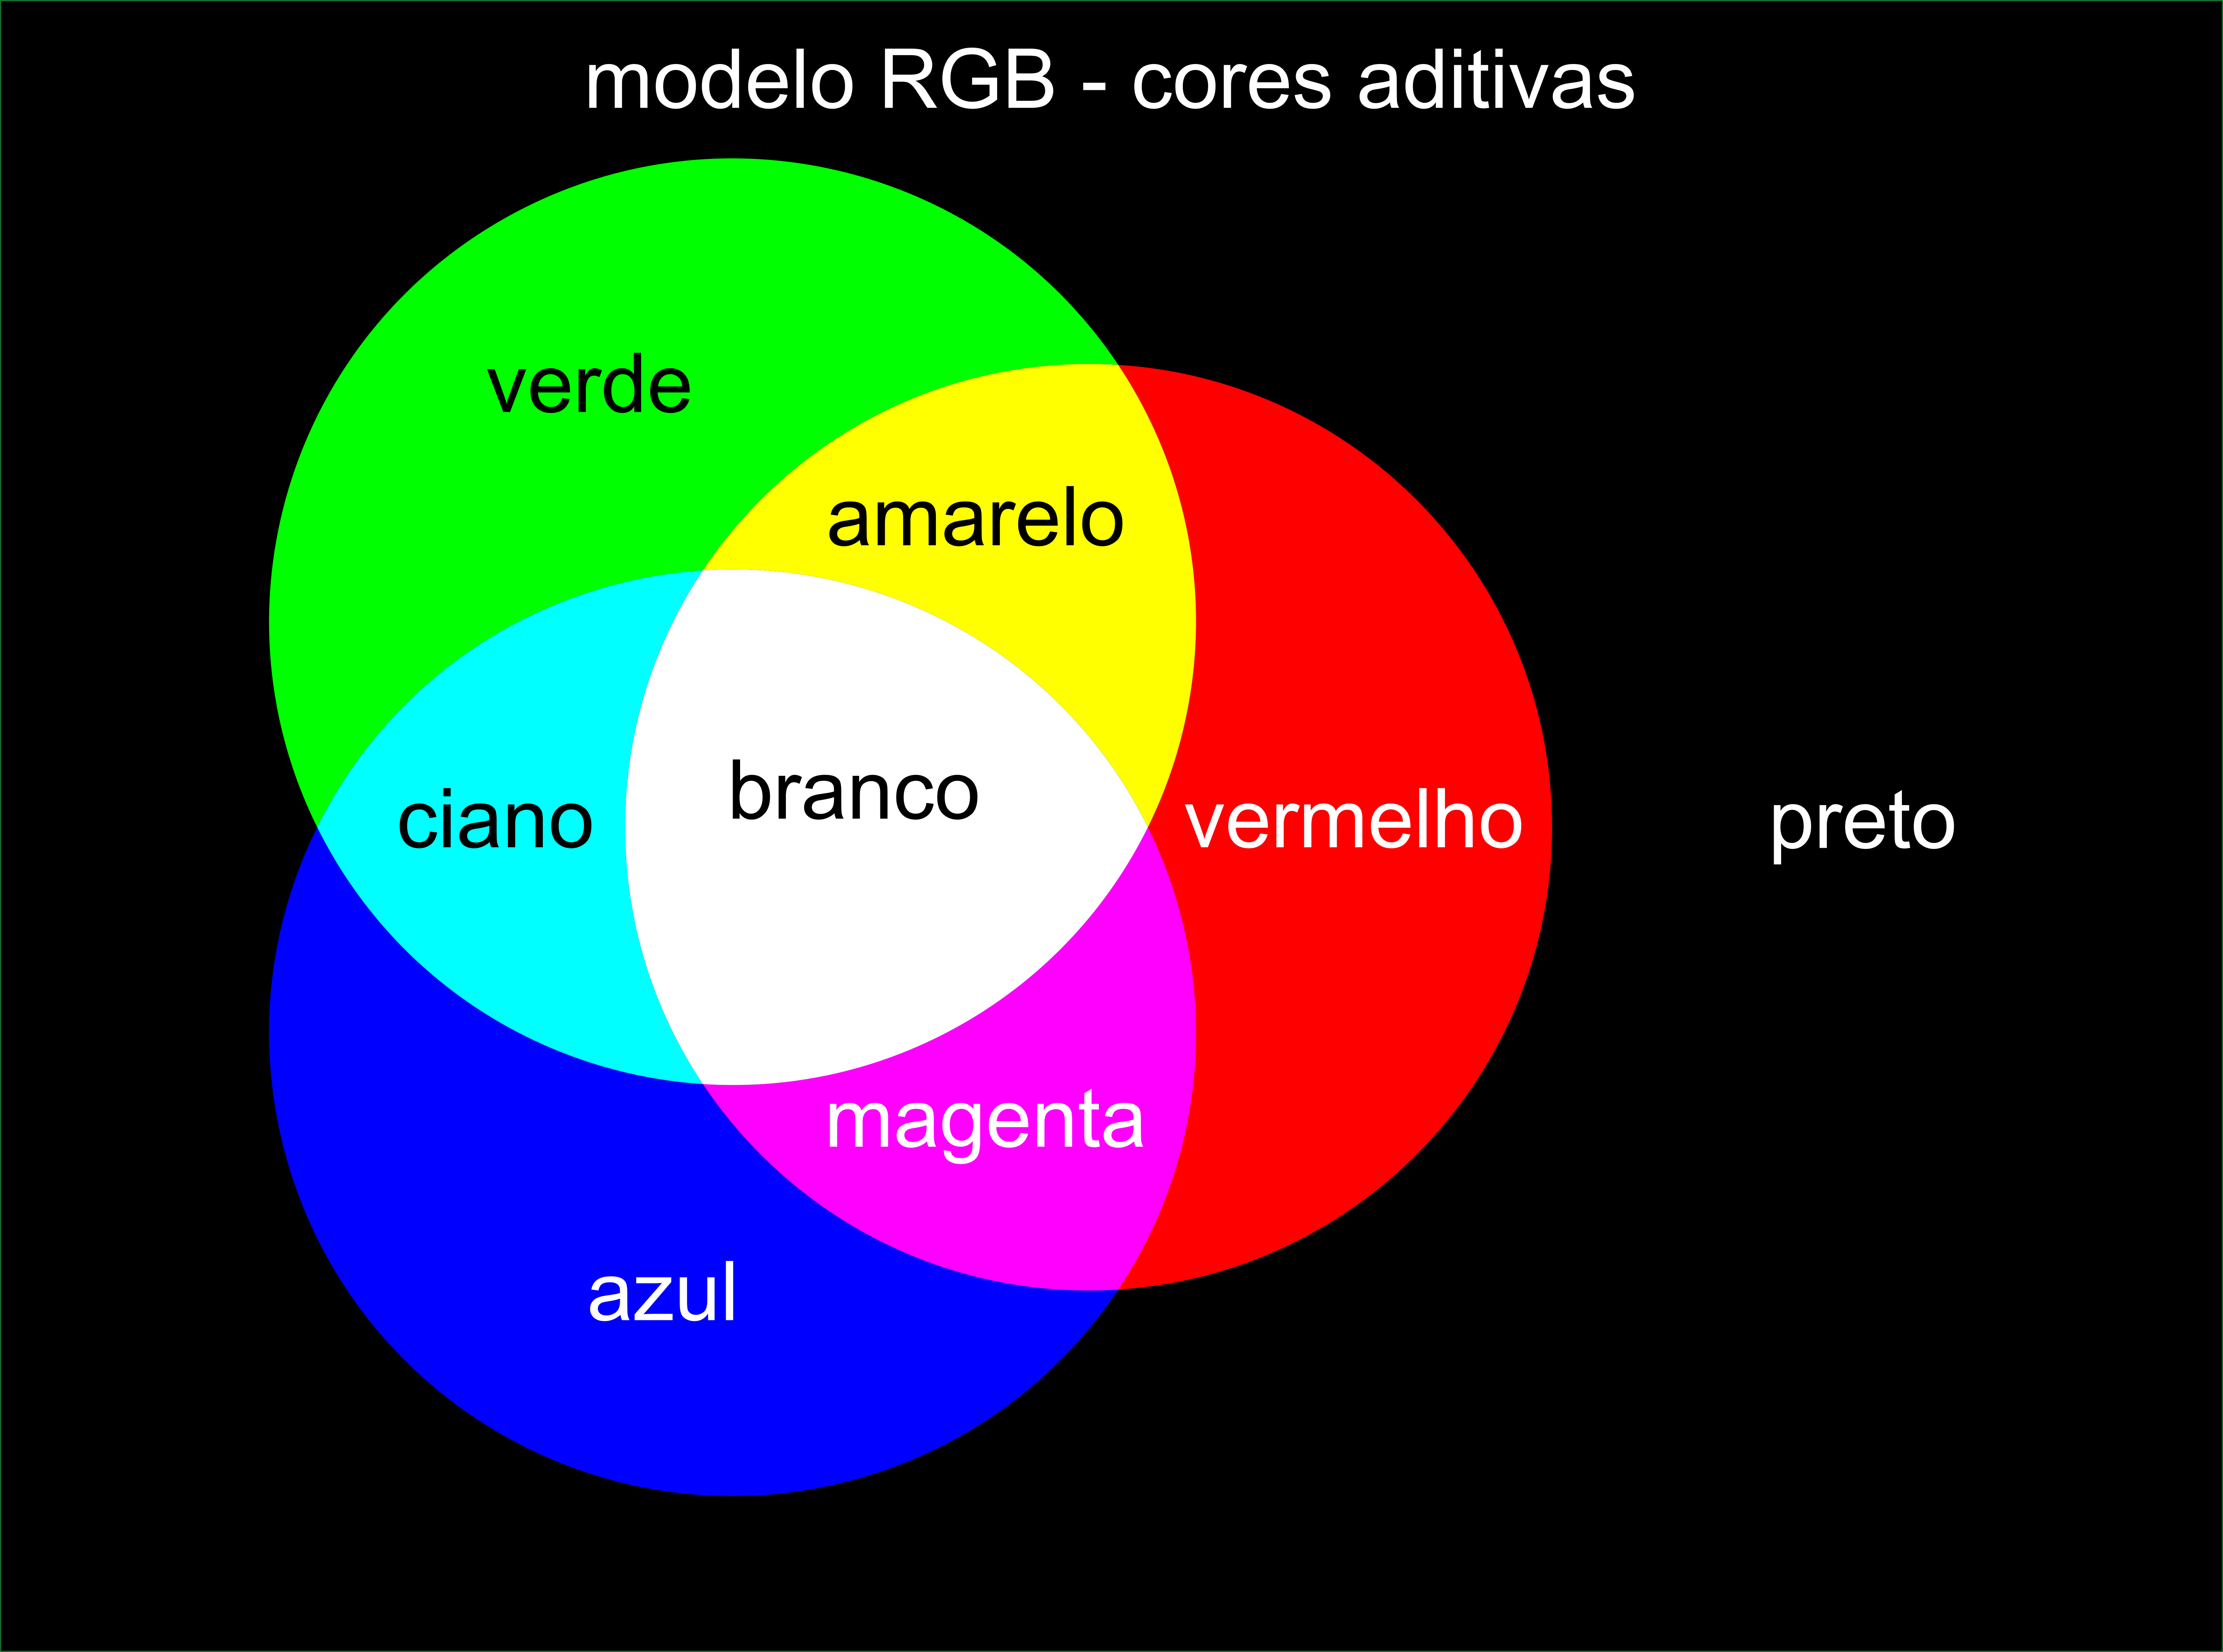 modelo RGB - cores aditivas
verde
amarelo
branco
ciano
vermelho
preto
magenta
azul